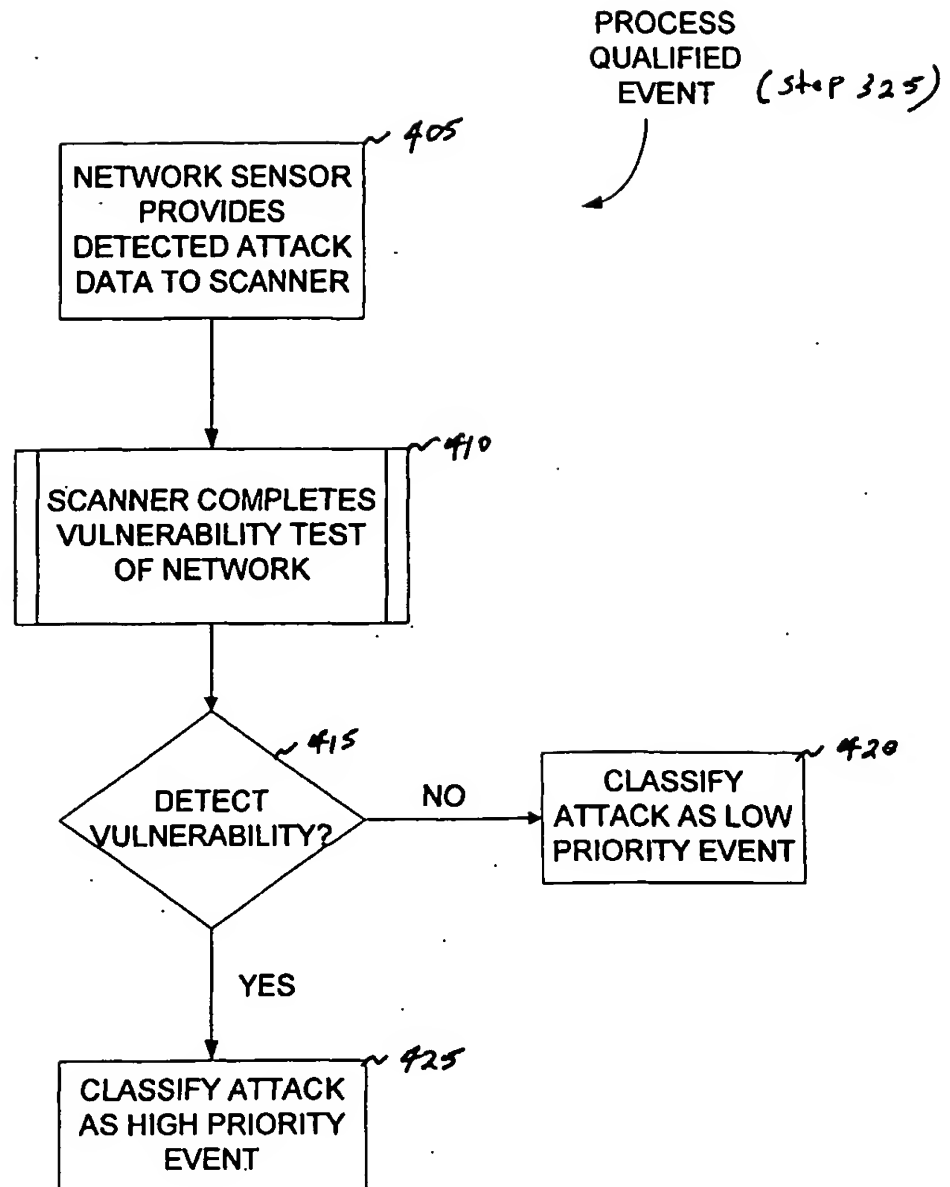 PROCESS
QUALIFIED
EVENT (step 325)
405
NETWORK SENSOR
PROVIDES
DETECTED ATTACK
DATA TO SCANNER
410
SCANNER COMPLETES
VULNERABILITY TEST
OF NETWORK
415
DETECT
VULNERABILITY?
NO
420
CLASSIFY
ATTACK AS LOW
PRIORITY EVENT
YES
425
CLASSIFY ATTACK
AS HIGH PRIORITY
EVENT